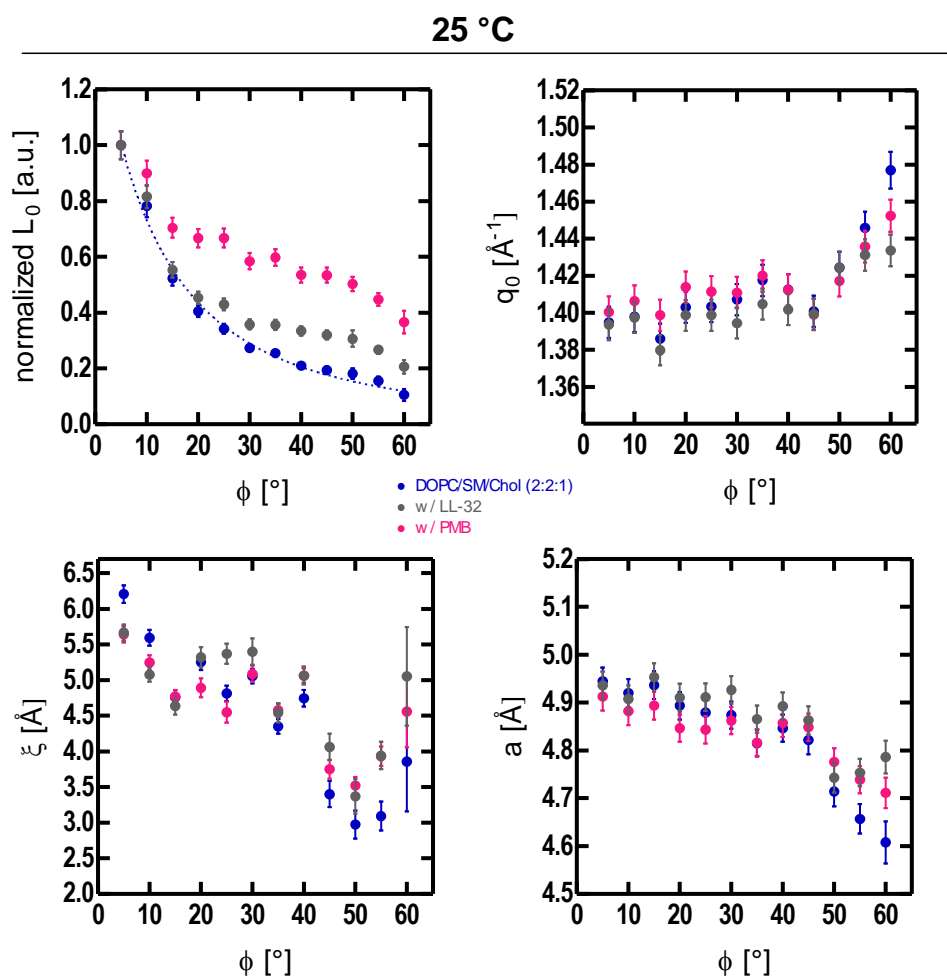 25 °C
normalized L0 [a.u.]
1.2
1.0
0.8
0.6
0.4
0.2
0.0
0 10 20 30 40 50 60
ϕ [°]
q0 [Å-1]
1.52
1.50
1.48
1.46
1.44
1.42
1.40
1.38
1.36
0 10 20 30 40 50 60
ϕ [°]
DOPC/SM/Chol (2:2:1)
w/ LL-32
w/ PMB
ξ [Å]
6.5
6.0
5.5
5.0
4.5
4.0
3.5
3.0
2.5
2.0
0 10 20 30 40 50 60
ϕ [°]
a [Å]
5.2
5.1
5.0
4.9
4.8
4.7
4.6
4.5
0 10 20 30 40 50 60
ϕ [°]